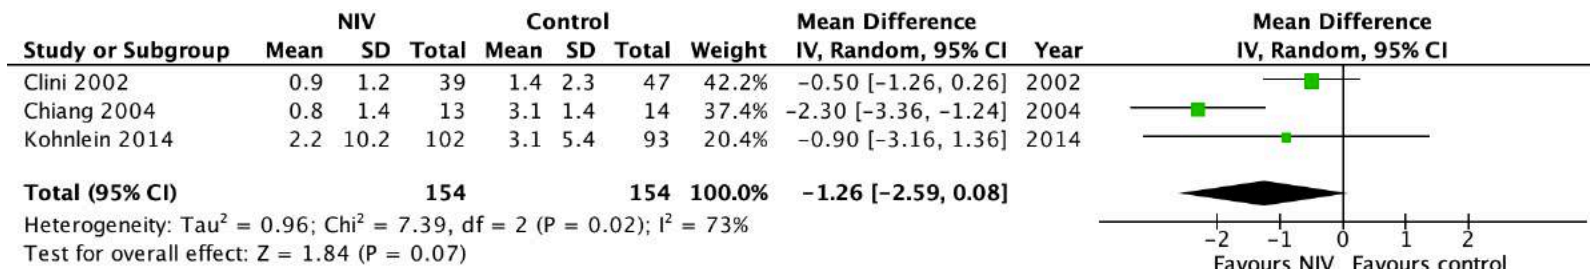 NIV Control Mean Difference Mean Difference
Study or Subgroup Mean SD Total Mean SD Total Weight IV, Random, 95% CI Year IV, Random, 95% CI
Clini 2002 0.9 1.2 39 1.4 2.3 47 42.2% −0.50 [−1.26, 0.26] 2002
Chiang 2004 0.8 1.4 13 3.1 1.4 14 37.4% −2.30 [−3.36, −1.24] 2004
Kohnlein 2014 2.2 10.2 102 3.1 5.4 93 20.4% −0.90 [−3.16, 1.36] 2014
Total (95% CI) 154 154 100.0% −1.26 [−2.59, 0.08]
Heterogeneity: Tau² = 0.96; Chi² = 7.39, df = 2 (P = 0.02); I² = 73%
Test for overall effect: Z = 1.84 (P = 0.07)
−2 −1 0 1 2
Favours NIV Favours control